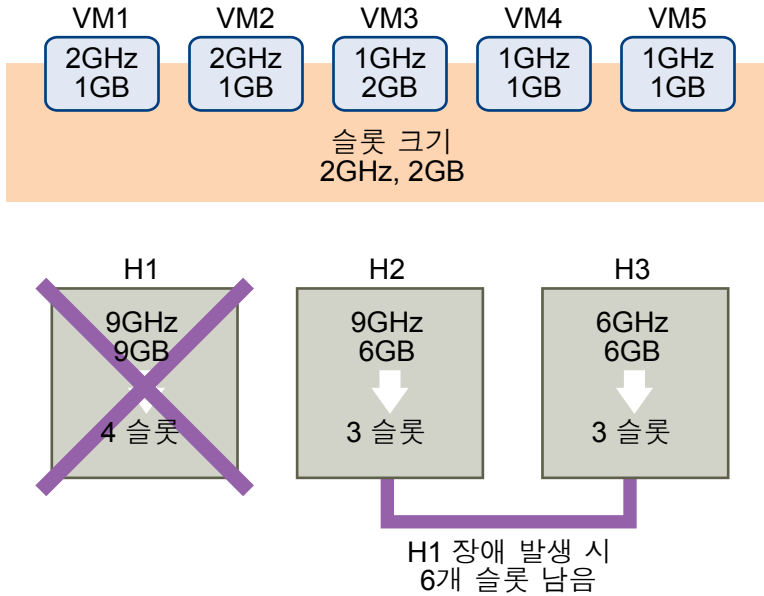 VM1 VM2 VM3 VM4 VM5
2GHz 2GHz 1GHz 1GHz 1GHz
1GB 1GB 2GB 1GB 1GB
슬롯 크기
2GHz, 2GB
H1 H2 H3
9GHz 9GHz 6GHz
9GB 6GB 6GB
4 슬롯 3 슬롯 3 슬롯
H1 장애 발생 시
6개 슬롯 남음